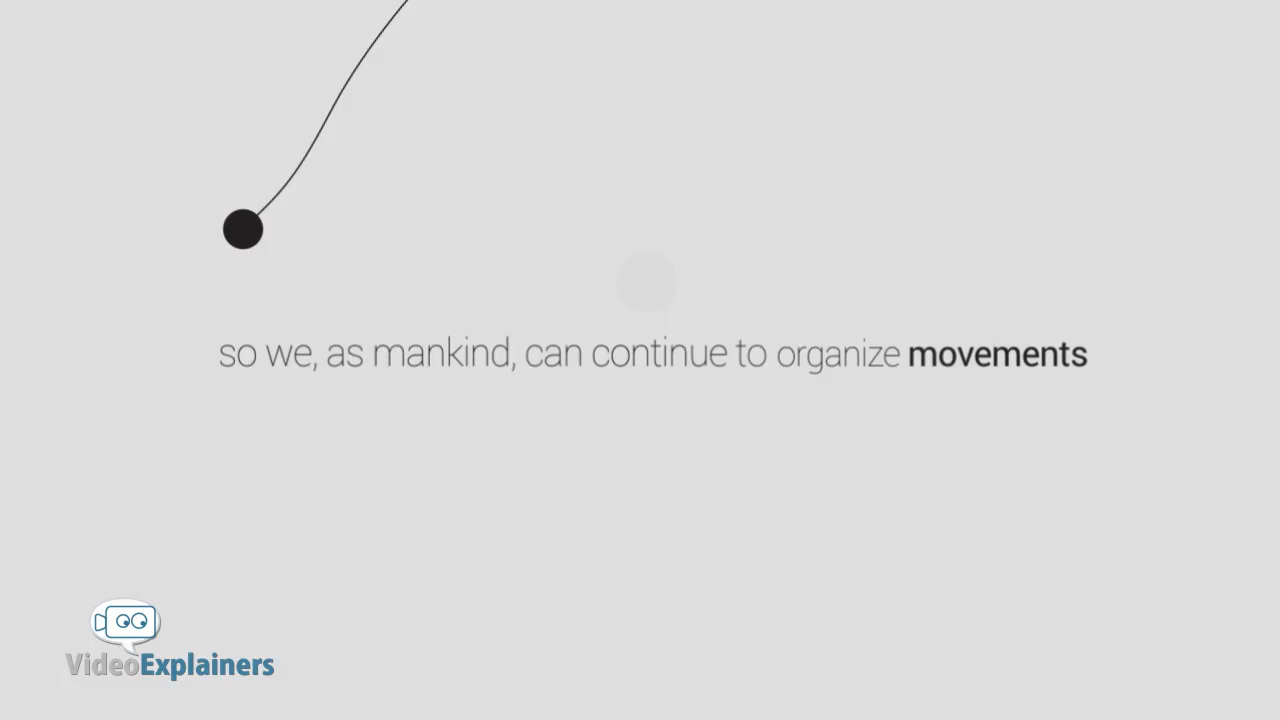 so we, as mankind, can continue to organize movements
VideoExplainers